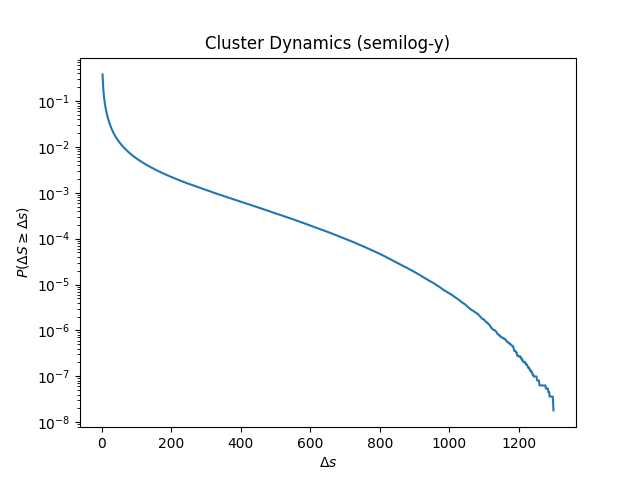 Cluster Dynamics (semilog-y)
P(ΔS ≥ Δs)
10⁻¹
10⁻²
10⁻³
10⁻⁴
10⁻⁵
10⁻⁶
10⁻⁷
10⁻⁸
0 200 400 600 800 1000 1200
Δs